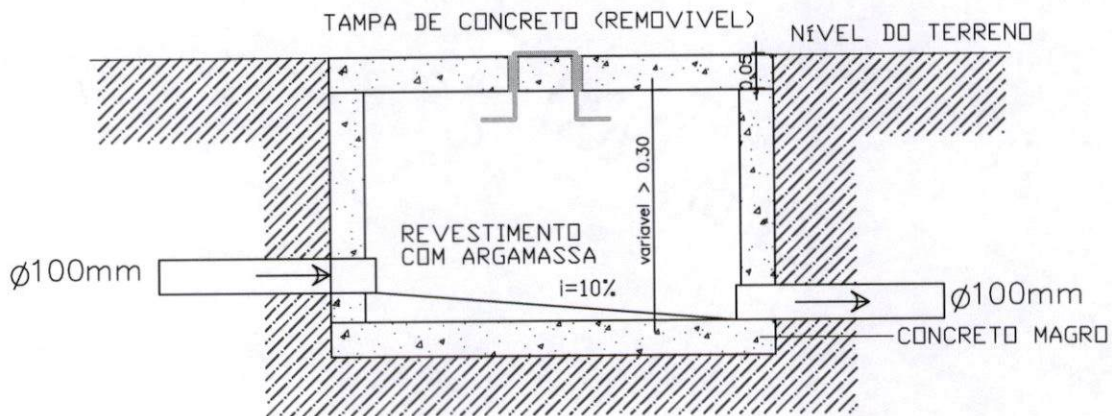 TAMPA DE CONCRETO (REMOVIVEL)
NÍVEL DO TERRENO
0.05
variavel > 0.30
REVESTIMENTO
COM ARGAMASSA
i=10%
Ø100mm
Ø100mm
CONCRETO MAGRO